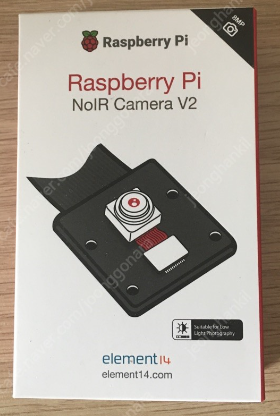 Raspberry Pi
8MP
Raspberry Pi
NoIR Camera V2
Suitable for Low
Light Photography
element14
element14.com